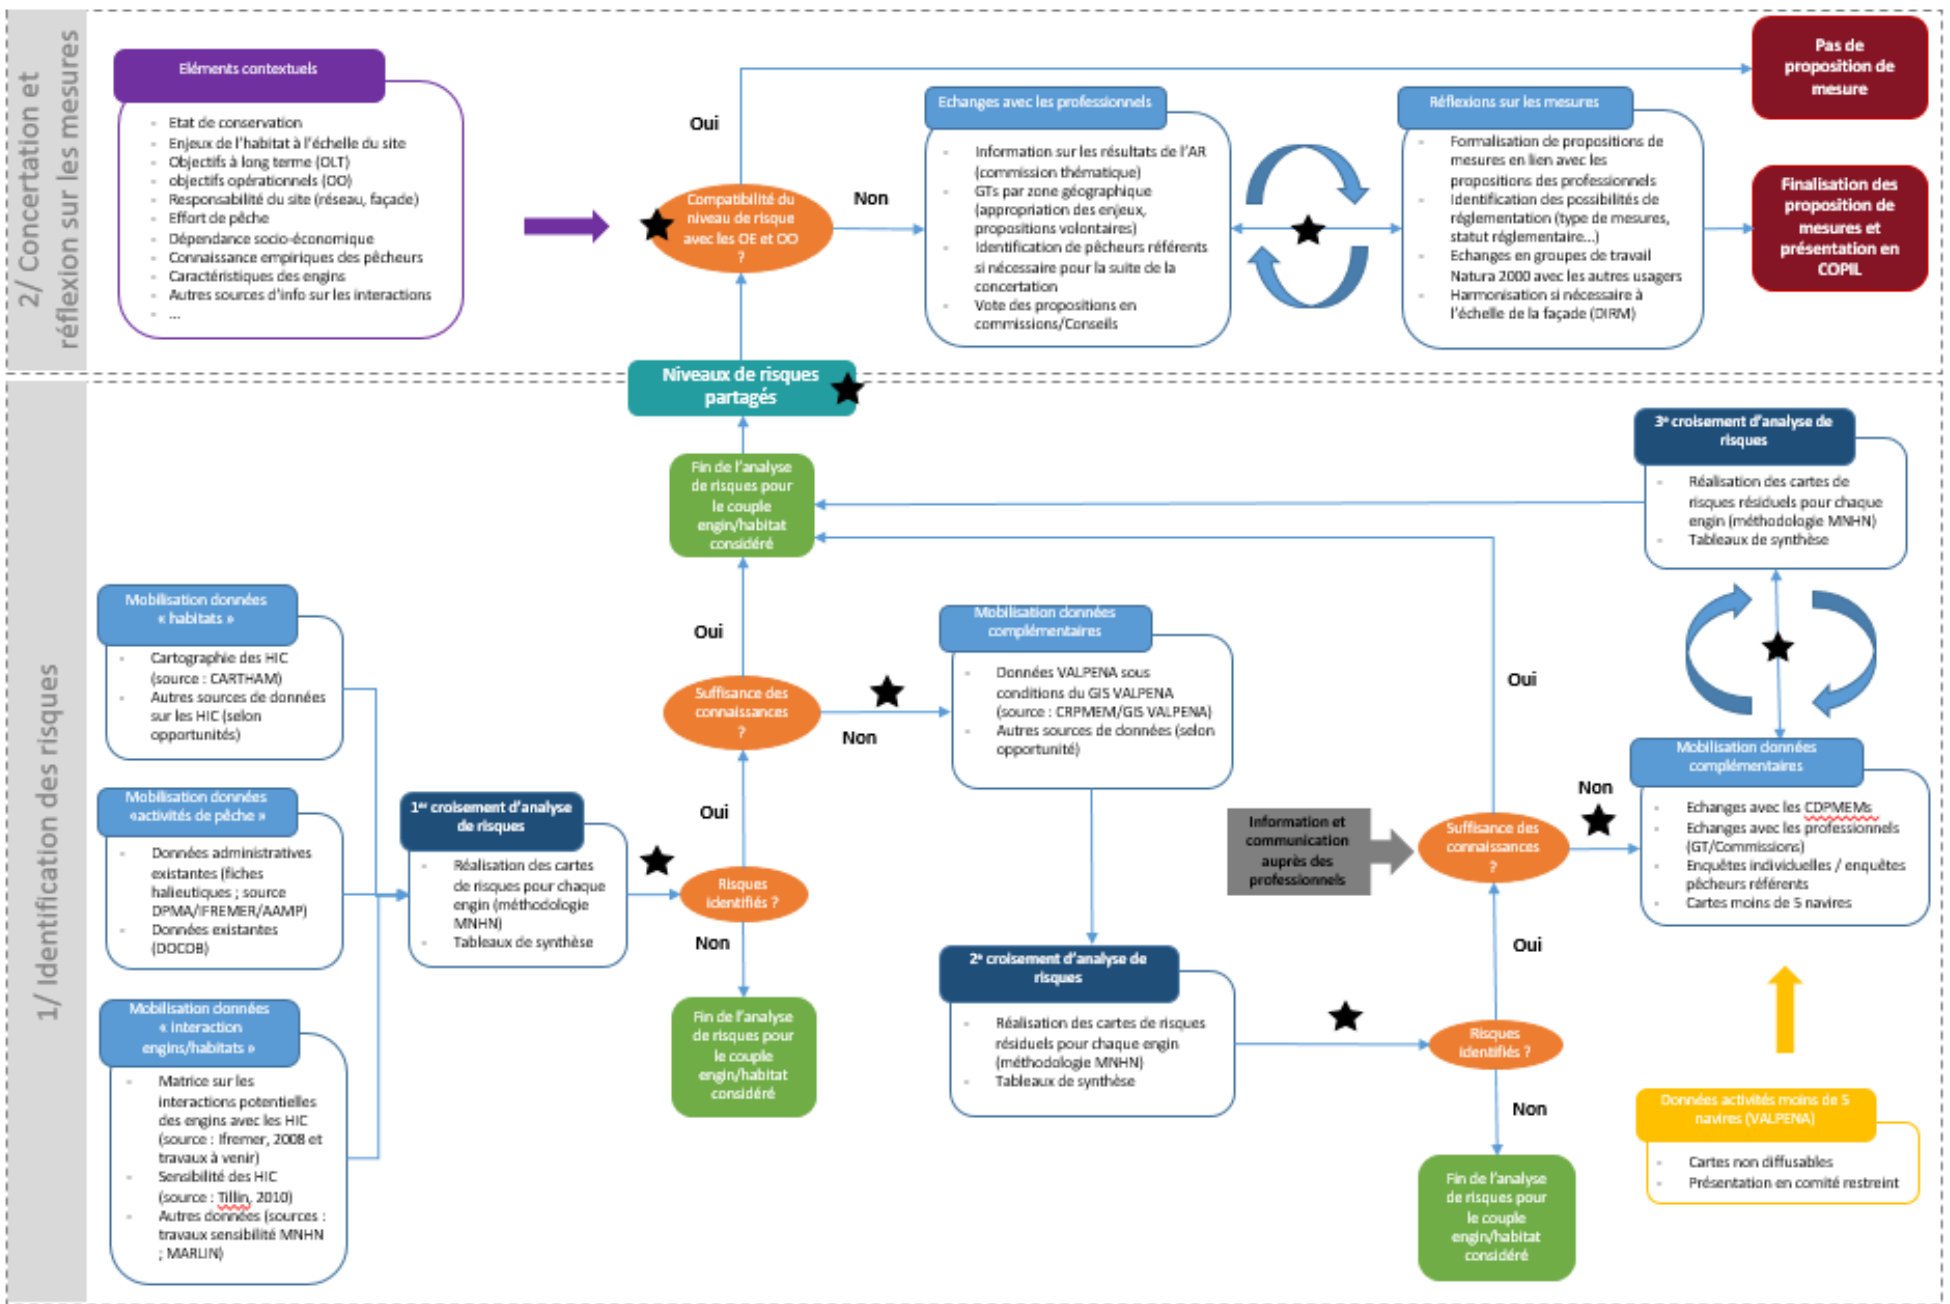 2/ Concertation et
réflexion sur les mesures
Eléments contextuels
- Etat de conservation
- Enjeux de l'habitat à l'échelle du site
- Objectifs à long terme (OLT)
- objectifs opérationnels (OO)
- Responsabilité du site (réseau, façade)
- Effort de pêche
- Dépendance socio-économique
- Connaissance empiriques des pêcheurs
- Caractéristiques des engins
- Autres sources d'info sur les interactions
- ...
Oui
Compatibilité du
niveau de risque
avec les OE et OO
?
Non
Echanges avec les professionnels
- Information sur les résultats de l'AR
(commission thématique)
- GTs par zone géographique
(appropriation des enjeux,
propositions volontaires)
- Identification de pêcheurs référents
si nécessaire pour la suite de la
concertation
- Vote des propositions en
commissions/Conseils
Réflexions sur les mesures
- Formalisation de propositions de
mesures en lien avec les
propositions des professionnels
- Identification des possibilités de
réglementation (type de mesures,
statut réglementaire...)
- Echanges en groupes de travail
Natura 2000 avec les autres usagers
- Harmonisation si nécessaire à
l'échelle de la façade (DIRM)
Pas de
proposition de
mesure
Finalisation des
proposition de
mesures et
présentation en
COPIL
Niveaux de risques
partagés
1/ Identification des risques
Fin de l'analyse
de risques pour
le couple
engin/habitat
considéré
3e croisement d'analyse de
risques
- Réalisation des cartes de
risques résiduels pour chaque
engin (méthodologie MNHN)
- Tableaux de synthèse
Mobilisation données
« habitats »
- Cartographie des HIC
(source : CARTHAM)
- Autres sources de données
sur les HIC (selon
opportunités)
Oui
Suffisance des
connaissances
?
Non
Mobilisation données
complémentaires
- Données VALPENA sous
conditions du GIS VALPENA
(source : CRPMEM/GIS VALPENA)
- Autres sources de données (selon
opportunité)
Oui
Mobilisation données
«activités de pêche »
- Données administratives
existantes (fiches
halieutiques ; source
DPMA/IFREMER/AAMP)
- Données existantes
(DOCOB)
1er croisement d'analyse
de risques
- Réalisation des cartes
de risques pour chaque
engin (méthodologie
MNHN)
- Tableaux de synthèse
Oui
Risques
identifiés ?
Non
Information et
communication
auprès des
professionnels
Suffisance des
connaissances
?
Non
Mobilisation données
complémentaires
- Echanges avec les CDPMEMs
- Echanges avec les professionnels
(GT/Commissions)
- Enquêtes individuelles / enquêtes
pêcheurs référents
- Cartes moins de 5 navires
Mobilisation données
« interaction
engins/habitats »
- Matrice sur les
interactions potentielles
des engins avec les HIC
(source : Ifremer, 2008 et
travaux à venir)
- Sensibilité des HIC
(source : Tillin, 2010)
- Autres données (sources :
travaux sensibilité MNHN
; MARLIN)
Fin de l'analyse
de risques pour
le couple
engin/habitat
considéré
2e croisement d'analyse de
risques
- Réalisation des cartes de risques
résiduels pour chaque engin
(méthodologie MNHN)
- Tableaux de synthèse
Oui
Risques
identifiés ?
Non
Fin de l'analyse
de risques pour
le couple
engin/habitat
considéré
Données activités moins de 5
navires (VALPENA)
- Cartes non diffusables
- Présentation en comité restreint